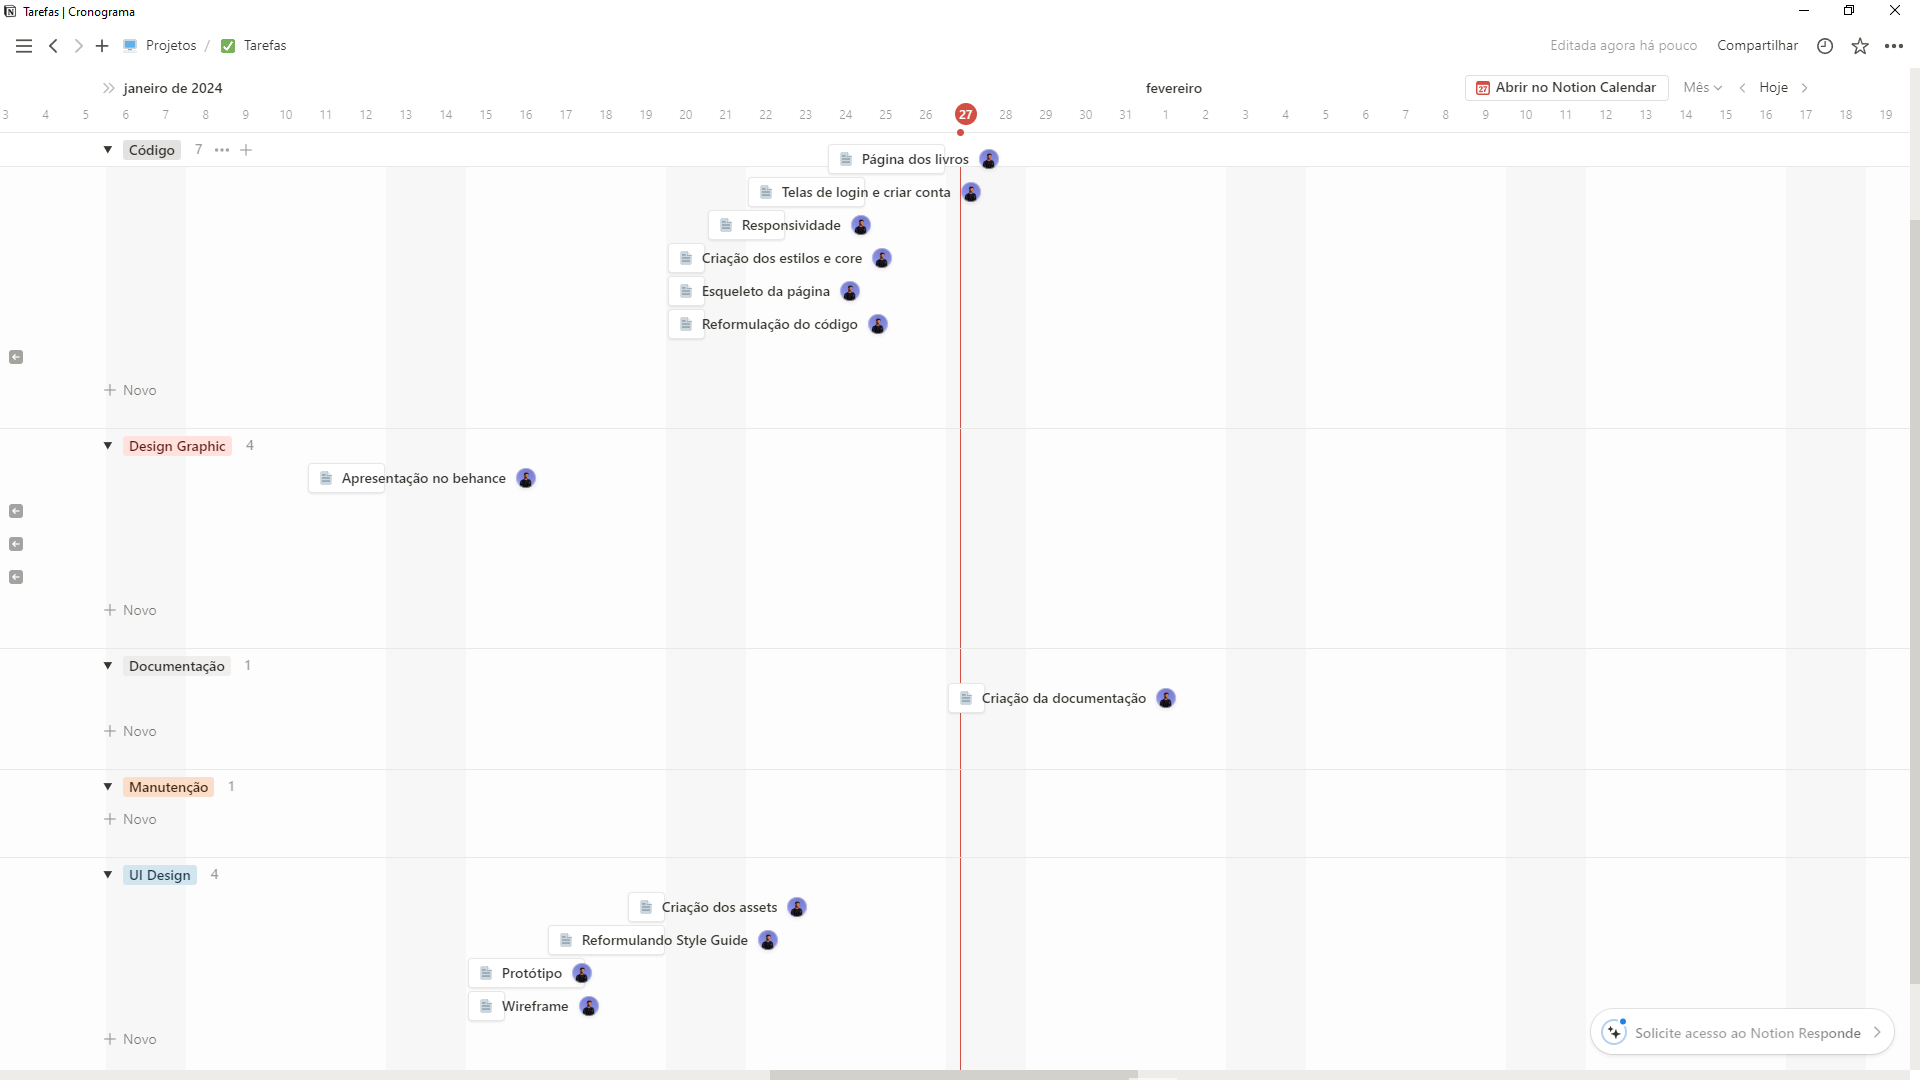 Tarefas | Cronograma
Projetos / Tarefas
Editada agora há pouco Compartilhar
janeiro de 2024 fevereiro
27 Abrir no Notion Calendar Mês Hoje
3 4 5 6 7 8 9 10 11 12 13 14 15 16 17 18 19 20 21 22 23 24 25 26 27 28 29 30 31 1 2 3 4 5 6 7 8 9 10 11 12 13 14 15 16 17 18 19
Código 7
Página dos livros
Telas de login e criar conta
Responsividade
Criação dos estilos e core
Esqueleto da página
Reformulação do código
Novo
Design Graphic 4
Apresentação no behance
Novo
Documentação 1
Criação da documentação
Novo
Manutenção 1
Novo
UI Design 4
Criação dos assets
Reformulando Style Guide
Protótipo
Wireframe
Novo
Solicite acesso ao Notion Responde